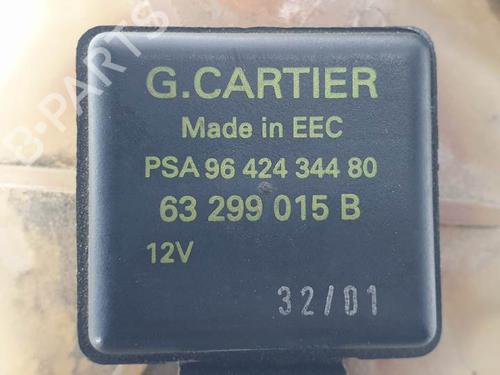 B-PARTS
G.CARTIER
Made in EEC
PSA 96 424 344 80
63 299 015 B
12V
32/01